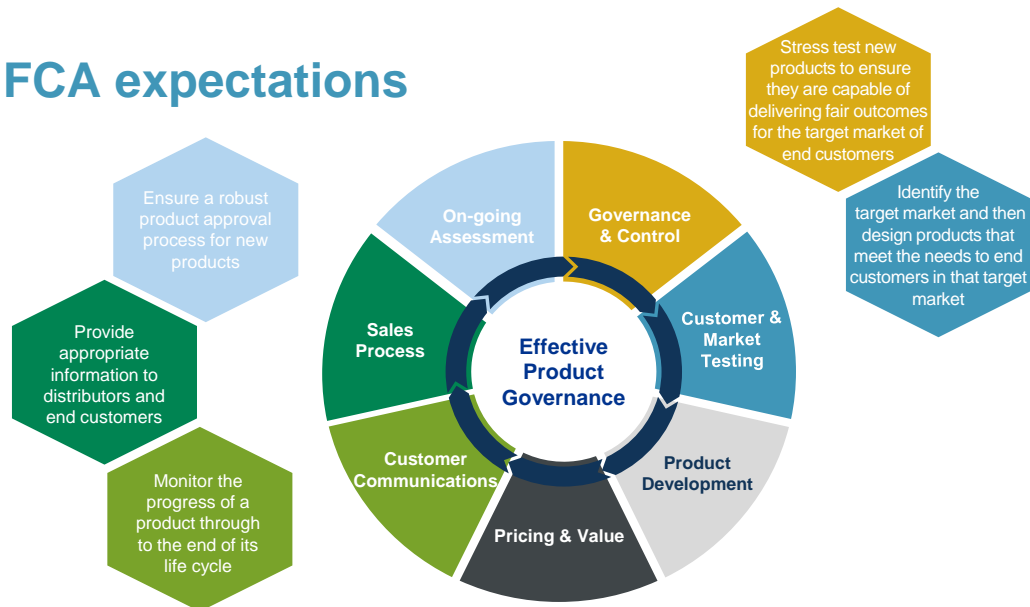 FCA expectations
Stress test new
products to ensure
they are capable of
delivering fair outcomes
for the target market of
end customers
Identify the
target market and then
design products that
meet the needs to end
customers in that target
market
Ensure a robust
product approval
process for new
products
Provide
appropriate
information to
distributors and
end customers
Monitor the
progress of a
product through
to the end of its
life cycle
On-going
Assessment
Governance
& Control
Sales
Process
Customer &
Market
Testing
Effective
Product
Governance
Customer
Communications
Product
Development
Pricing & Value